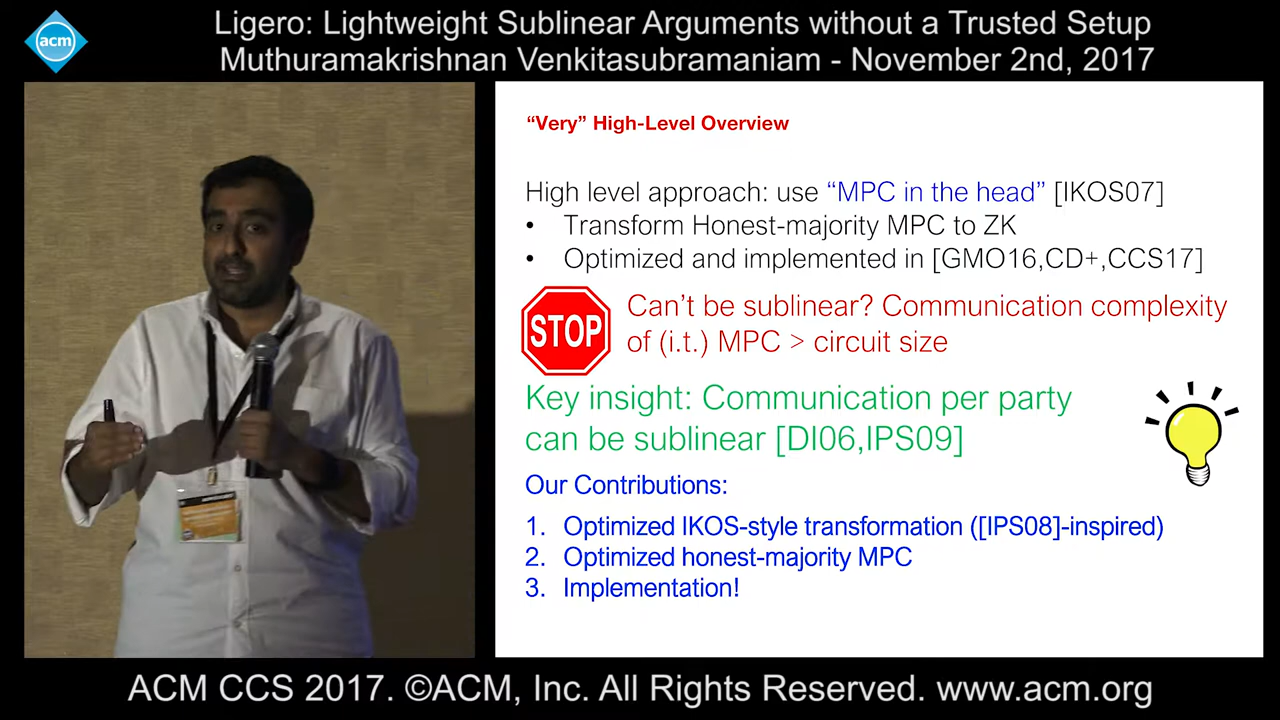 acm
Ligero: Lightweight Sublinear Arguments without a Trusted Setup
Muthuramakrishnan Venkitasubramaniam - November 2nd, 2017
“Very” High-Level Overview
High level approach: use “MPC in the head” [IKOS07]
• Transform Honest-majority MPC to ZK
• Optimized and implemented in [GMO16,CD+,CCS17]
STOP
Can’t be sublinear? Communication complexity
of (i.t.) MPC > circuit size
Key insight: Communication per party
can be sublinear [DI06,IPS09]
Our Contributions:
1. Optimized IKOS-style transformation ([IPS08]-inspired)
2. Optimized honest-majority MPC
3. Implementation!
ACM CCS 2017. ©ACM, Inc. All Rights Reserved. www.acm.org